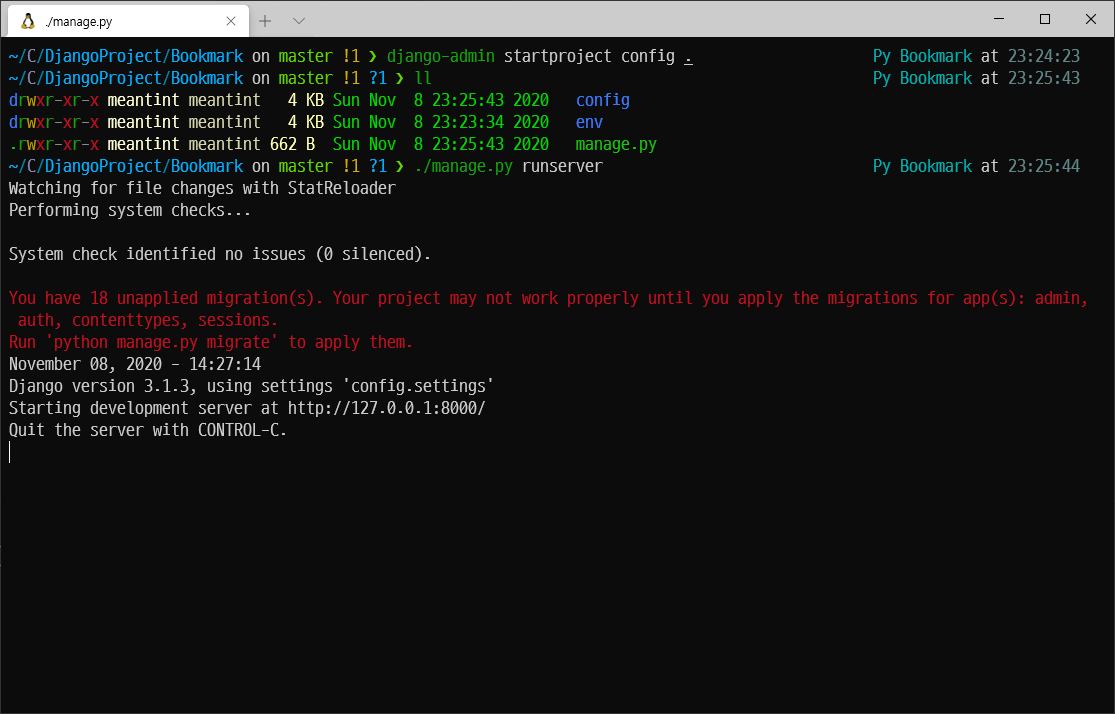 ./manage.py
~/C/DjangoProject/Bookmark on master !1 ❯ django-admin startproject config . Py Bookmark at 23:24:23
~/C/DjangoProject/Bookmark on master !1 ?1 ❯ ll Py Bookmark at 23:25:43
drwxr-xr-x meantint meantint 4 KB Sun Nov 8 23:25:43 2020 config
drwxr-xr-x meantint meantint 4 KB Sun Nov 8 23:23:34 2020 env
.rwxr-xr-x meantint meantint 662 B Sun Nov 8 23:25:43 2020 manage.py
~/C/DjangoProject/Bookmark on master !1 ?1 ❯ ./manage.py runserver Py Bookmark at 23:25:44
Watching for file changes with StatReloader
Performing system checks...
System check identified no issues (0 silenced).
You have 18 unapplied migration(s). Your project may not work properly until you apply the migrations for app(s): admin,
auth, contenttypes, sessions.
Run 'python manage.py migrate' to apply them.
November 08, 2020 - 14:27:14
Django version 3.1.3, using settings 'config.settings'
Starting development server at http://127.0.0.1:8000/
Quit the server with CONTROL-C.